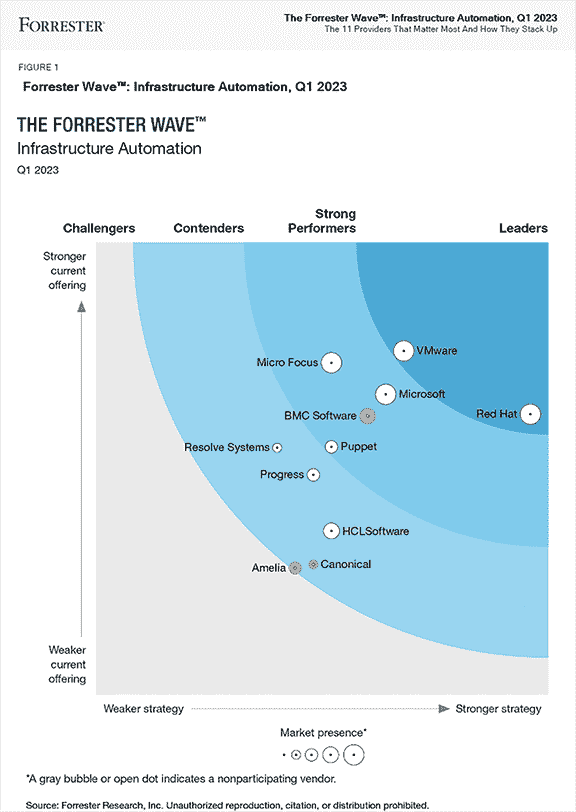 FORRESTER®
The Forrester Wave™: Infrastructure Automation, Q1 2023
The 11 Providers That Matter Most And How They Stack Up
FIGURE 1
Forrester Wave™: Infrastructure Automation, Q1 2023
THE FORRESTER WAVE™
Infrastructure Automation
Q1 2023
Challengers
Contenders
Strong
Performers
Leaders
Stronger
current
offering
VMware
Micro Focus
Microsoft
Red Hat
BMC Software
Resolve Systems
Puppet
Progress
HCLSoftware
Canonical
Amelia
Weaker
current
offering
Weaker strategy
Stronger strategy
Market presence*
*A gray bubble or open dot indicates a nonparticipating vendor.
Source: Forrester Research, Inc. Unauthorized reproduction, citation, or distribution prohibited.